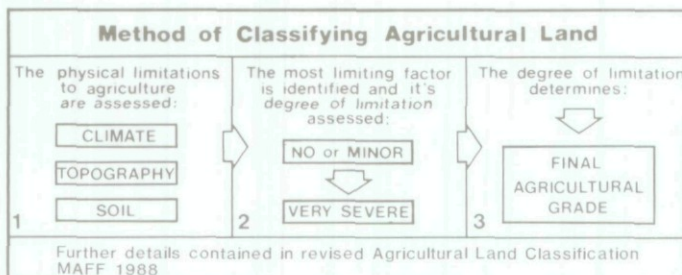 Method of Classifying Agricultural Land
The physical limitations
to agriculture
are assessed:
CLIMATE
TOPOGRAPHY
SOIL
1
The most limiting factor
is identified and it's
degree of limitation
assessed:
NO or MINOR
VERY SEVERE
2
The degree of limitation
determines:
FINAL
AGRICULTURAL
GRADE
3
Further details contained in revised Agricultural Land Classification
MAFF 1988